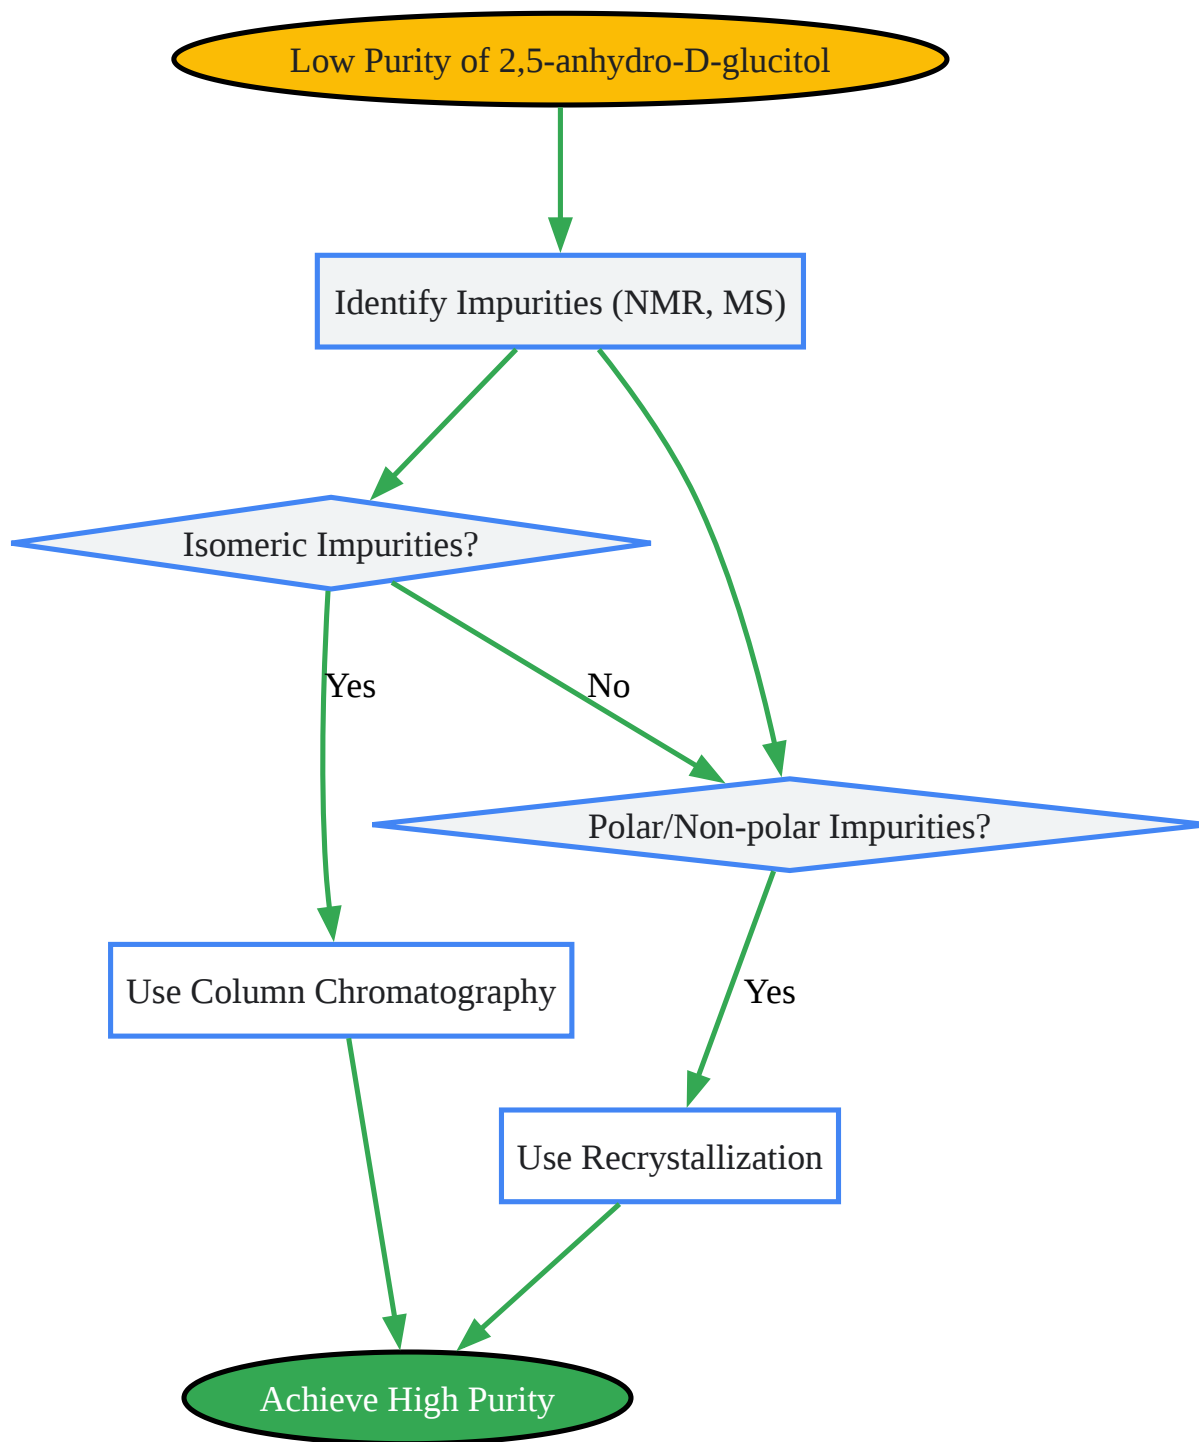 Low Purity of 2,5-anhydro-D-glucitol
Identify Impurities (NMR, MS)
Isomeric Impurities?
Yes
No
Polar/Non-polar Impurities?
Use Column Chromatography
Yes
Use Recrystallization
Achieve High Purity